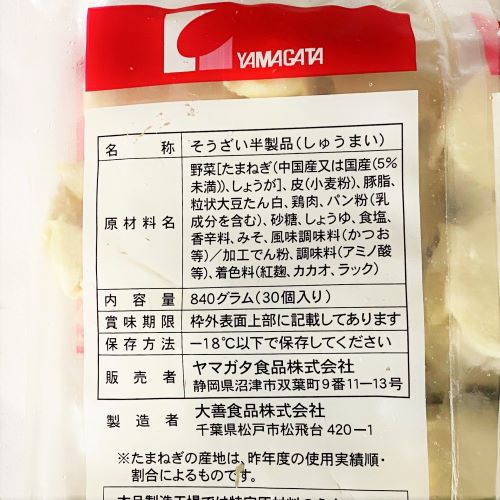 YAMAGATA
名 称 そうざい半製品(しゅうまい)
原材料名 野菜[たまねぎ(中国産又は国産(5%
未満))、しょうが]、皮(小麦粉)、豚脂、
粒状大豆たん白、鶏肉、パン粉(乳
成分を含む)、砂糖、しょうゆ、食塩、
香辛料、みそ、風味調味料(かつお
等)/加工でん粉、調味料(アミノ酸
等)、着色料(紅麹、カカオ、ラック)
内容量 840グラム(30個入り)
賞味期限 枠外表面上部に記載してあります
保存方法 －18℃以下で保存してください
販売者 ヤマガタ食品株式会社
静岡県沼津市双葉町9番11－13号
製造者 大善食品株式会社
千葉県松戸市松飛台420－1
※たまねぎの産地は、昨年度の使用実績順・
割合によるものです。